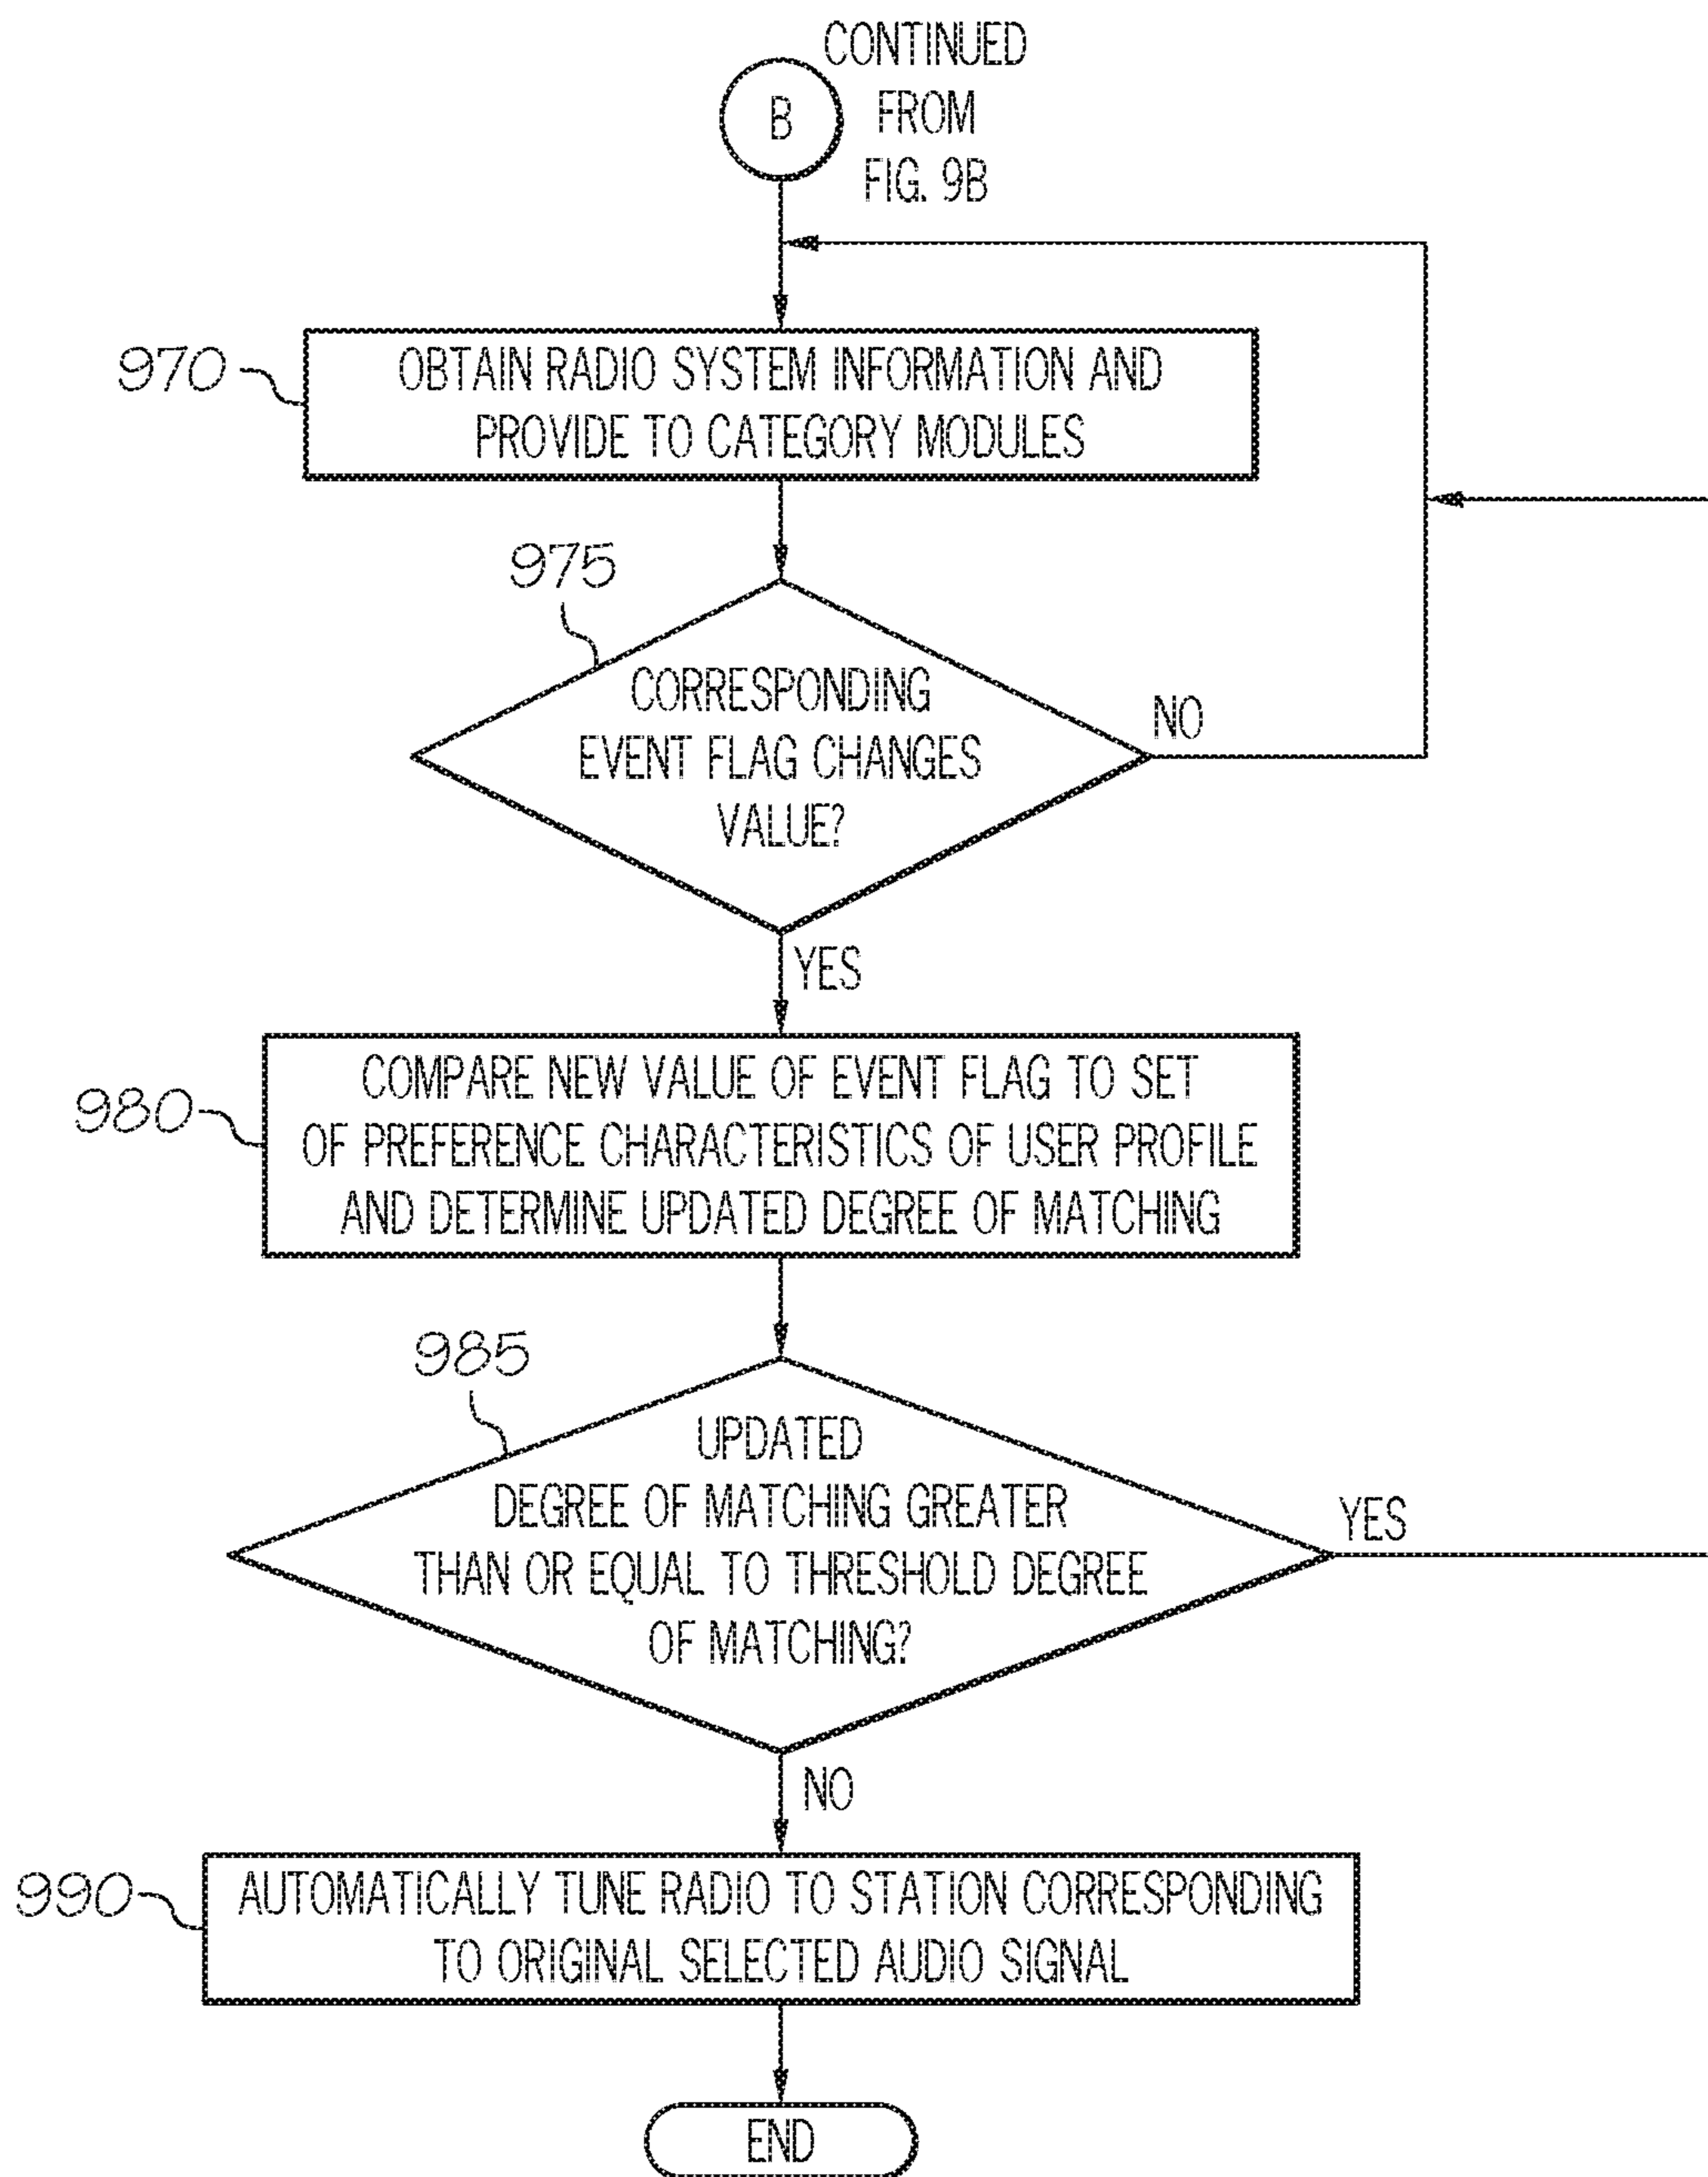 CONTINUED
FROM
FIG. 9B
B
970
OBTAIN RADIO SYSTEM INFORMATION AND
PROVIDE TO CATEGORY MODULES
975
CORRESPONDING
EVENT FLAG CHANGES
VALUE?
NO
YES
980
COMPARE NEW VALUE OF EVENT FLAG TO SET
OF PREFERENCE CHARACTERISTICS OF USER PROFILE
AND DETERMINE UPDATED DEGREE OF MATCHING
985
UPDATED
DEGREE OF MATCHING GREATER
THAN OR EQUAL TO THRESHOLD DEGREE
OF MATCHING?
YES
NO
990
AUTOMATICALLY TUNE RADIO TO STATION CORRESPONDING
TO ORIGINAL SELECTED AUDIO SIGNAL
END